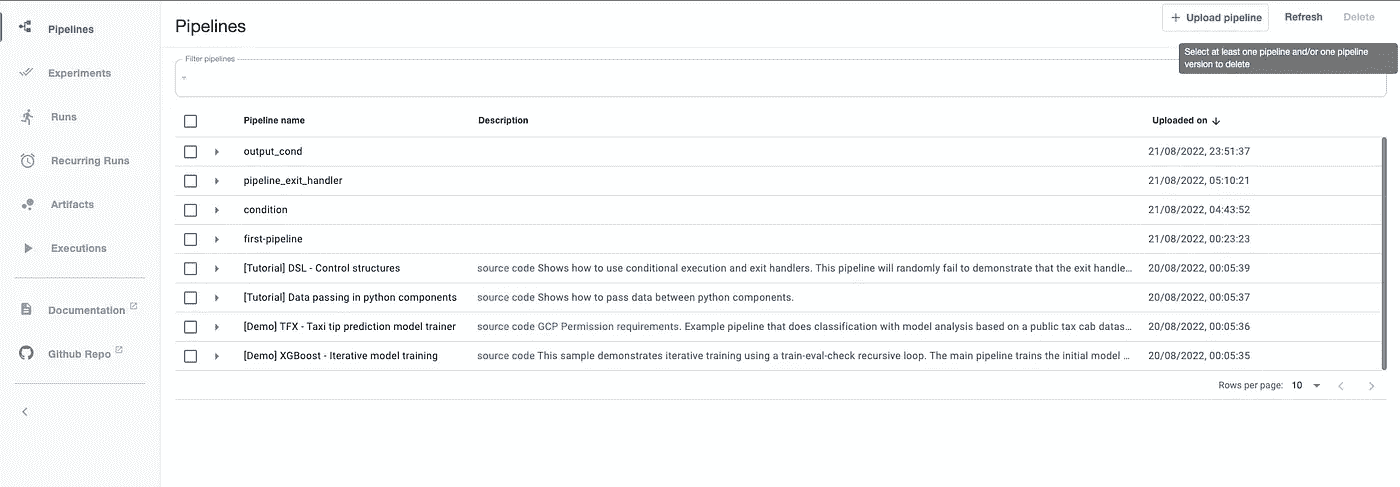 Pipelines
Experiments
Runs
Recurring Runs
Artifacts
Executions
Documentation
Github Repo
Pipelines
+ Upload pipeline Refresh Delete
Select at least one pipeline and/or one pipeline
version to delete
Filter pipelines
Pipeline name Description Uploaded on
output_cond 21/08/2022, 23:51:37
pipeline_exit_handler 21/08/2022, 05:10:21
condition 21/08/2022, 04:43:52
first-pipeline 21/08/2022, 00:23:23
[Tutorial] DSL - Control structures source code Shows how to use conditional execution and exit handlers. This pipeline will randomly fail to demonstrate that the exit handle... 20/08/2022, 00:05:39
[Tutorial] Data passing in python components source code Shows how to pass data between python components. 20/08/2022, 00:05:37
[Demo] TFX - Taxi tip prediction model trainer source code GCP Permission requirements. Example pipeline that does classification with model analysis based on a public tax cab datas... 20/08/2022, 00:05:36
[Demo] XGBoost - Iterative model training source code This sample demonstrates iterative training using a train-eval-check recursive loop. The main pipeline trains the initial model ... 20/08/2022, 00:05:35
Rows per page: 10